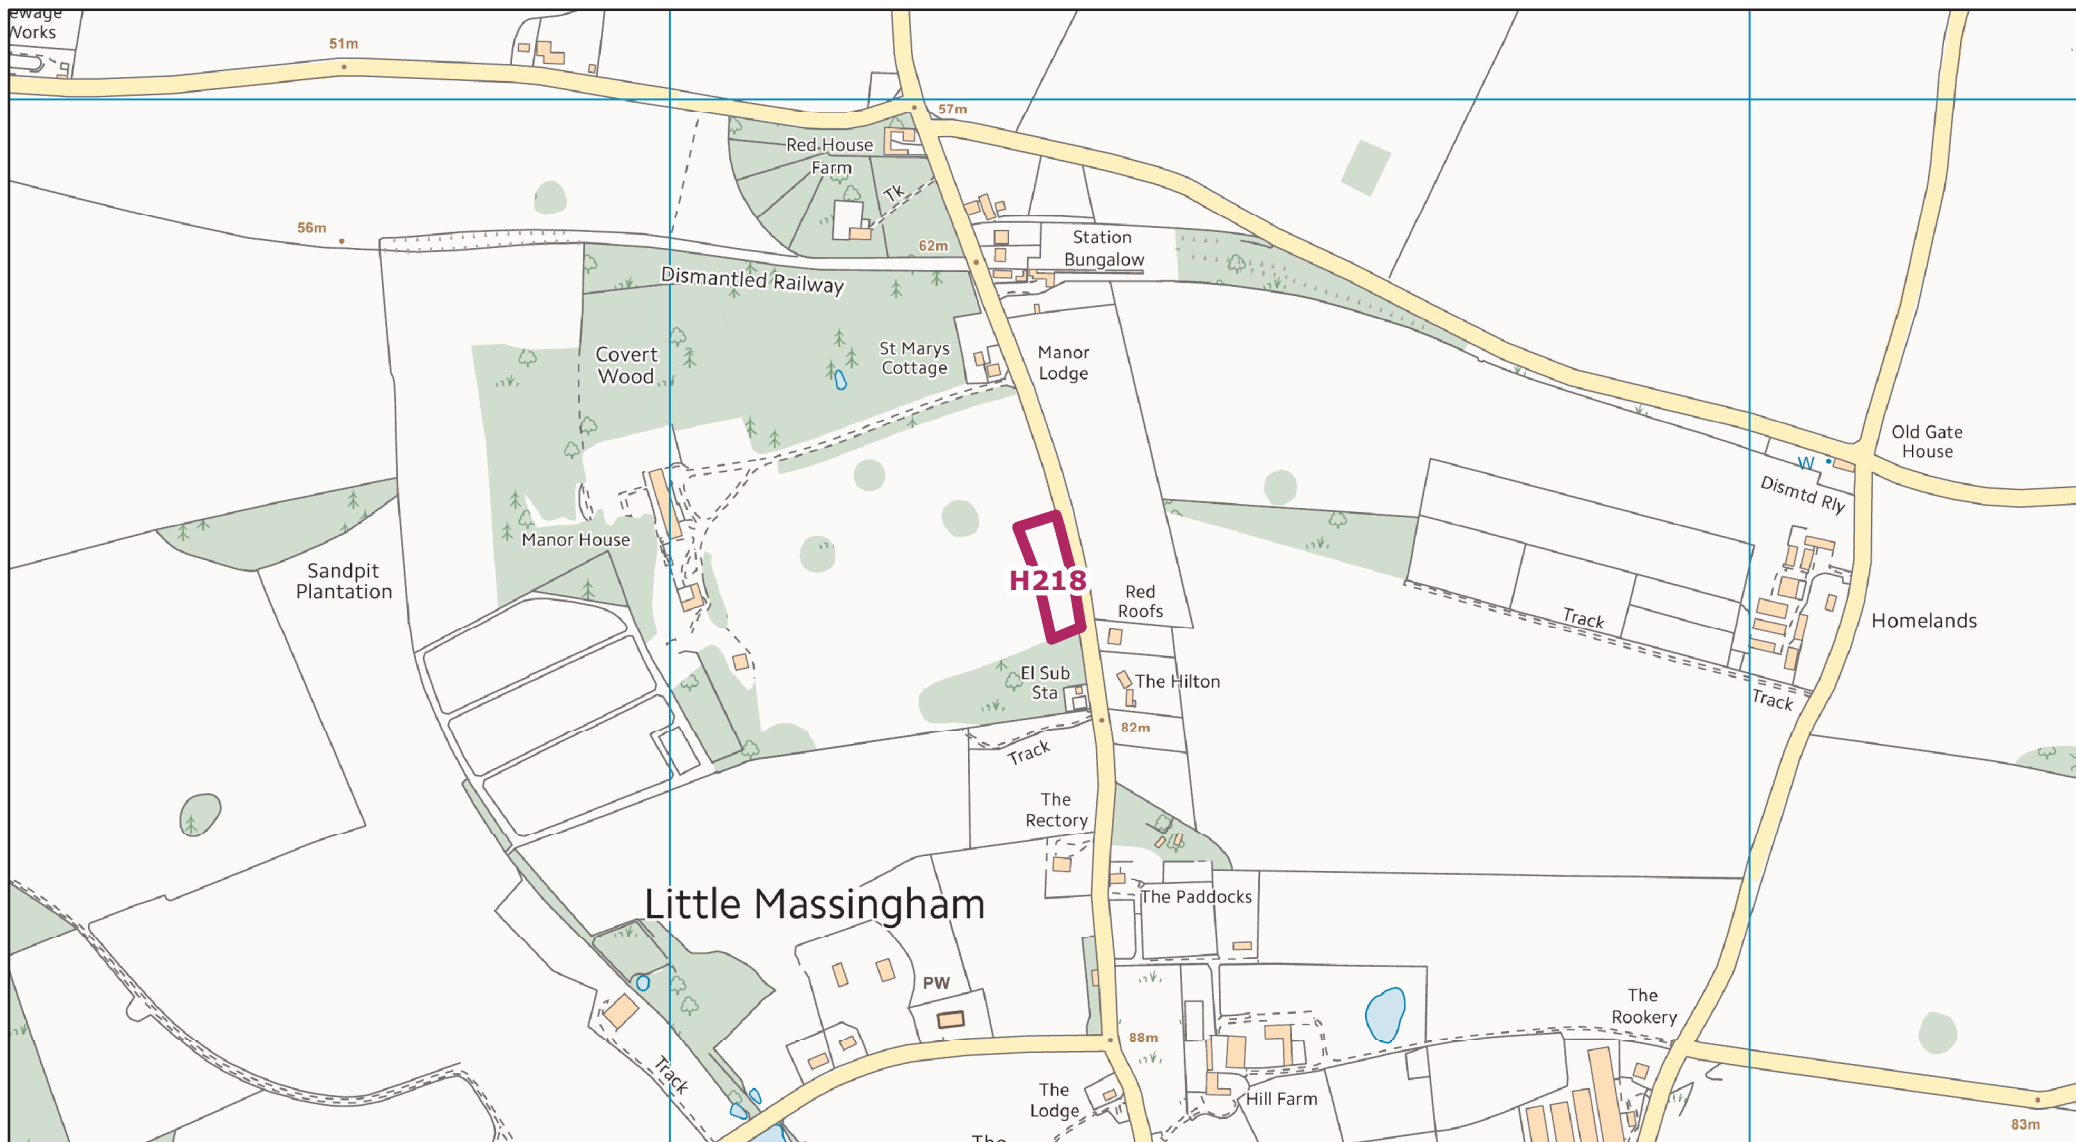 ewage
Works
51m
57m
Red House
Farm
Tk
56m
62m
Station
Bungalow
Dismantled Railway
Covert
Wood
St Marys
Cottage
Manor
Lodge
Old Gate
House
W
Dismtd Rly
Manor House
Sandpit
Plantation
H218
Red
Roofs
Track
Homelands
El Sub
Sta
The Hilton
Track
82m
Track
The
Rectory
Little Massingham
The Paddocks
PW
The
Rookery
88m
Track
The
Lodge
Hill Farm
83m
The